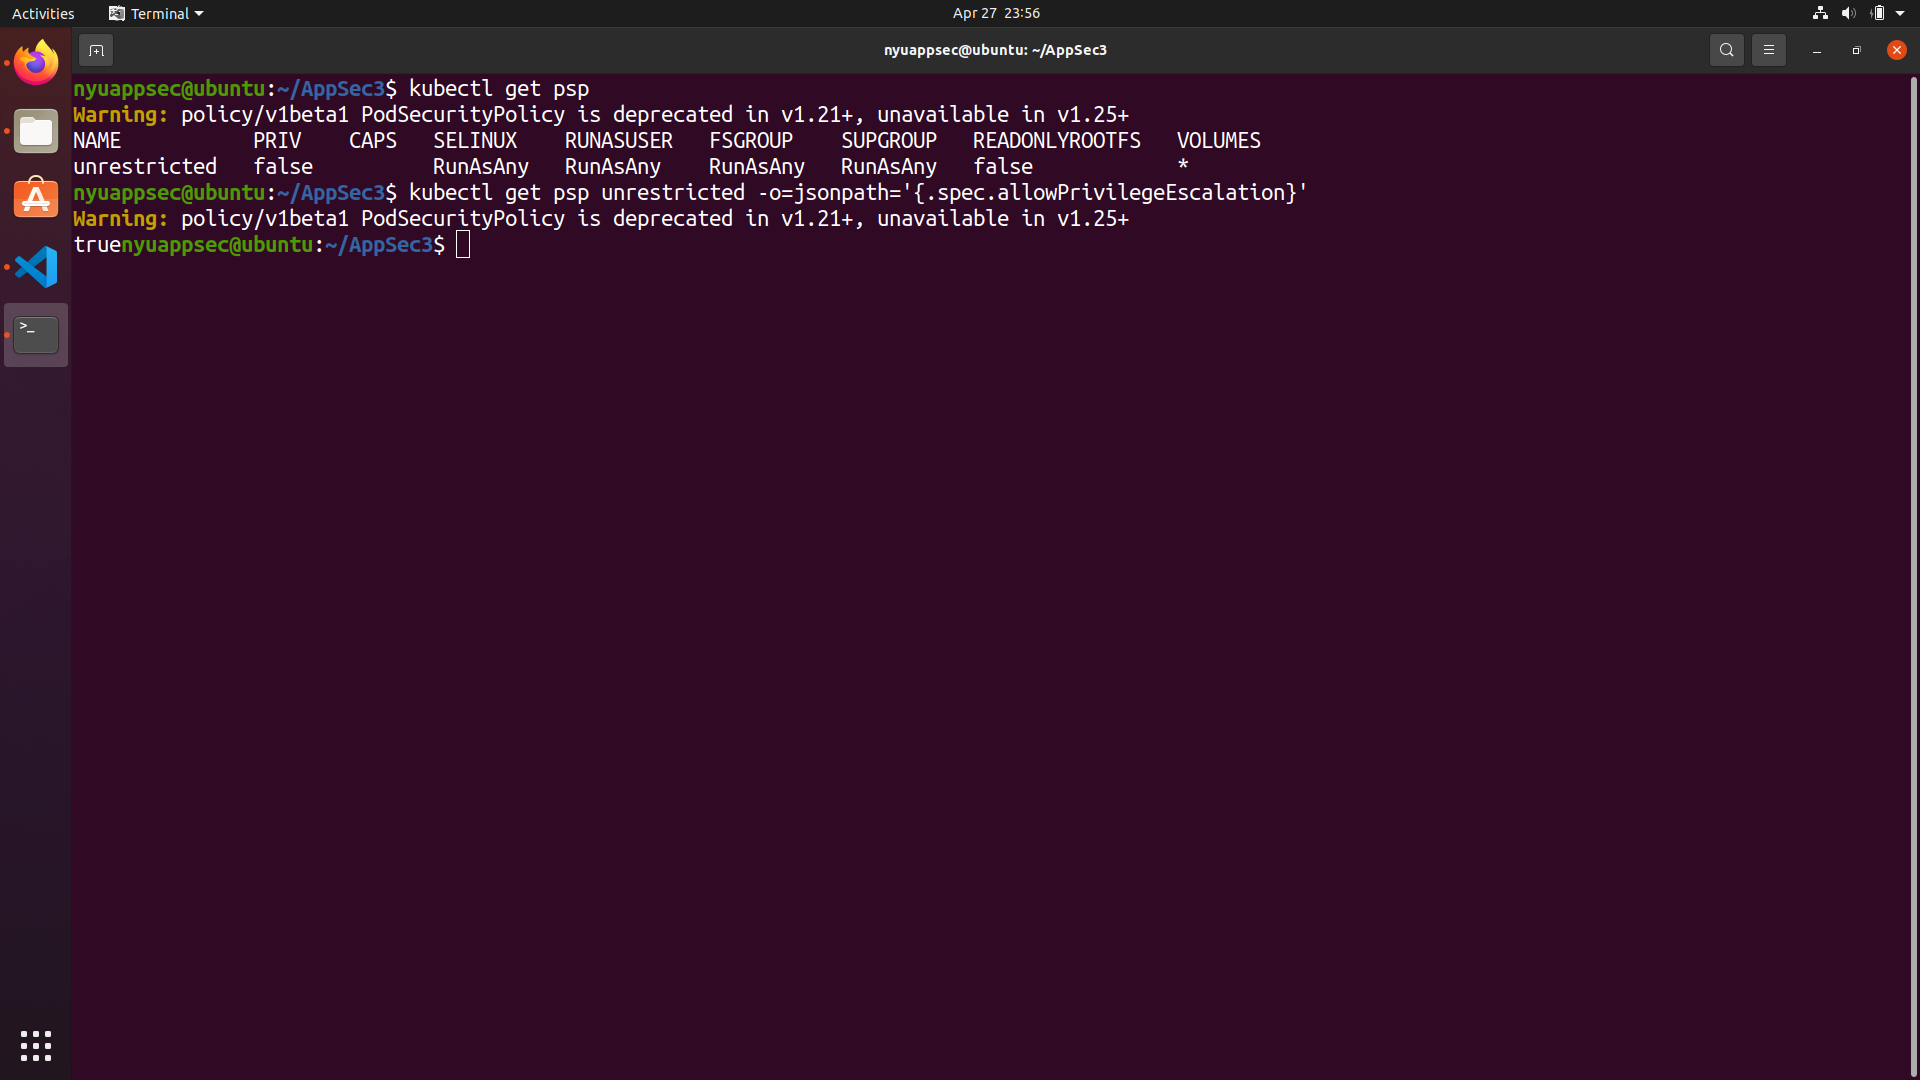 Activities Terminal Apr 27 23:56
nyuappsec@ubuntu: ~/AppSec3
nyuappsec@ubuntu:~/AppSec3$ kubectl get psp
Warning: policy/v1beta1 PodSecurityPolicy is deprecated in v1.21+, unavailable in v1.25+
NAME PRIV CAPS SELINUX RUNASUSER FSGROUP SUPGROUP READONLYROOTFS VOLUMES
unrestricted false RunAsAny RunAsAny RunAsAny RunAsAny false *
nyuappsec@ubuntu:~/AppSec3$ kubectl get psp unrestricted -o=jsonpath='{.spec.allowPrivilegeEscalation}'
Warning: policy/v1beta1 PodSecurityPolicy is deprecated in v1.21+, unavailable in v1.25+
truenyuappsec@ubuntu:~/AppSec3$